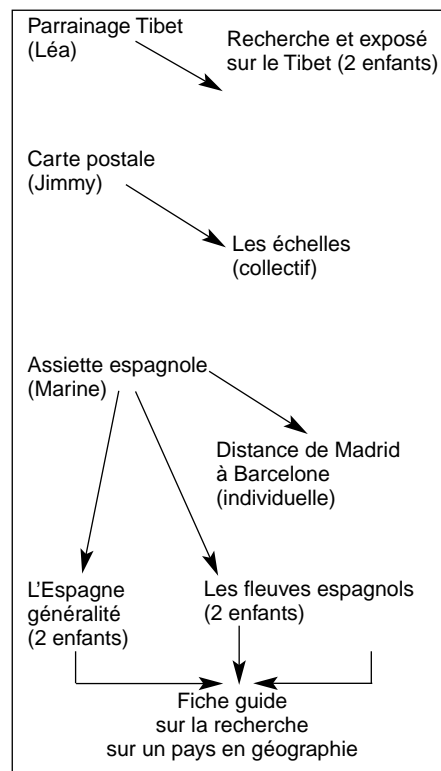 Parrainage Tibet
(Léa)
Recherche et exposé
sur le Tibet (2 enfants)
Carte postale
(Jimmy)
Les échelles
(collectif)
Assiette espagnole
(Marine)
Distance de Madrid
à Barcelone
(individuelle)
L'Espagne
généralité
(2 enfants)
Les fleuves espagnols
(2 enfants)
Fiche guide
sur la recherche
sur un pays en géographie